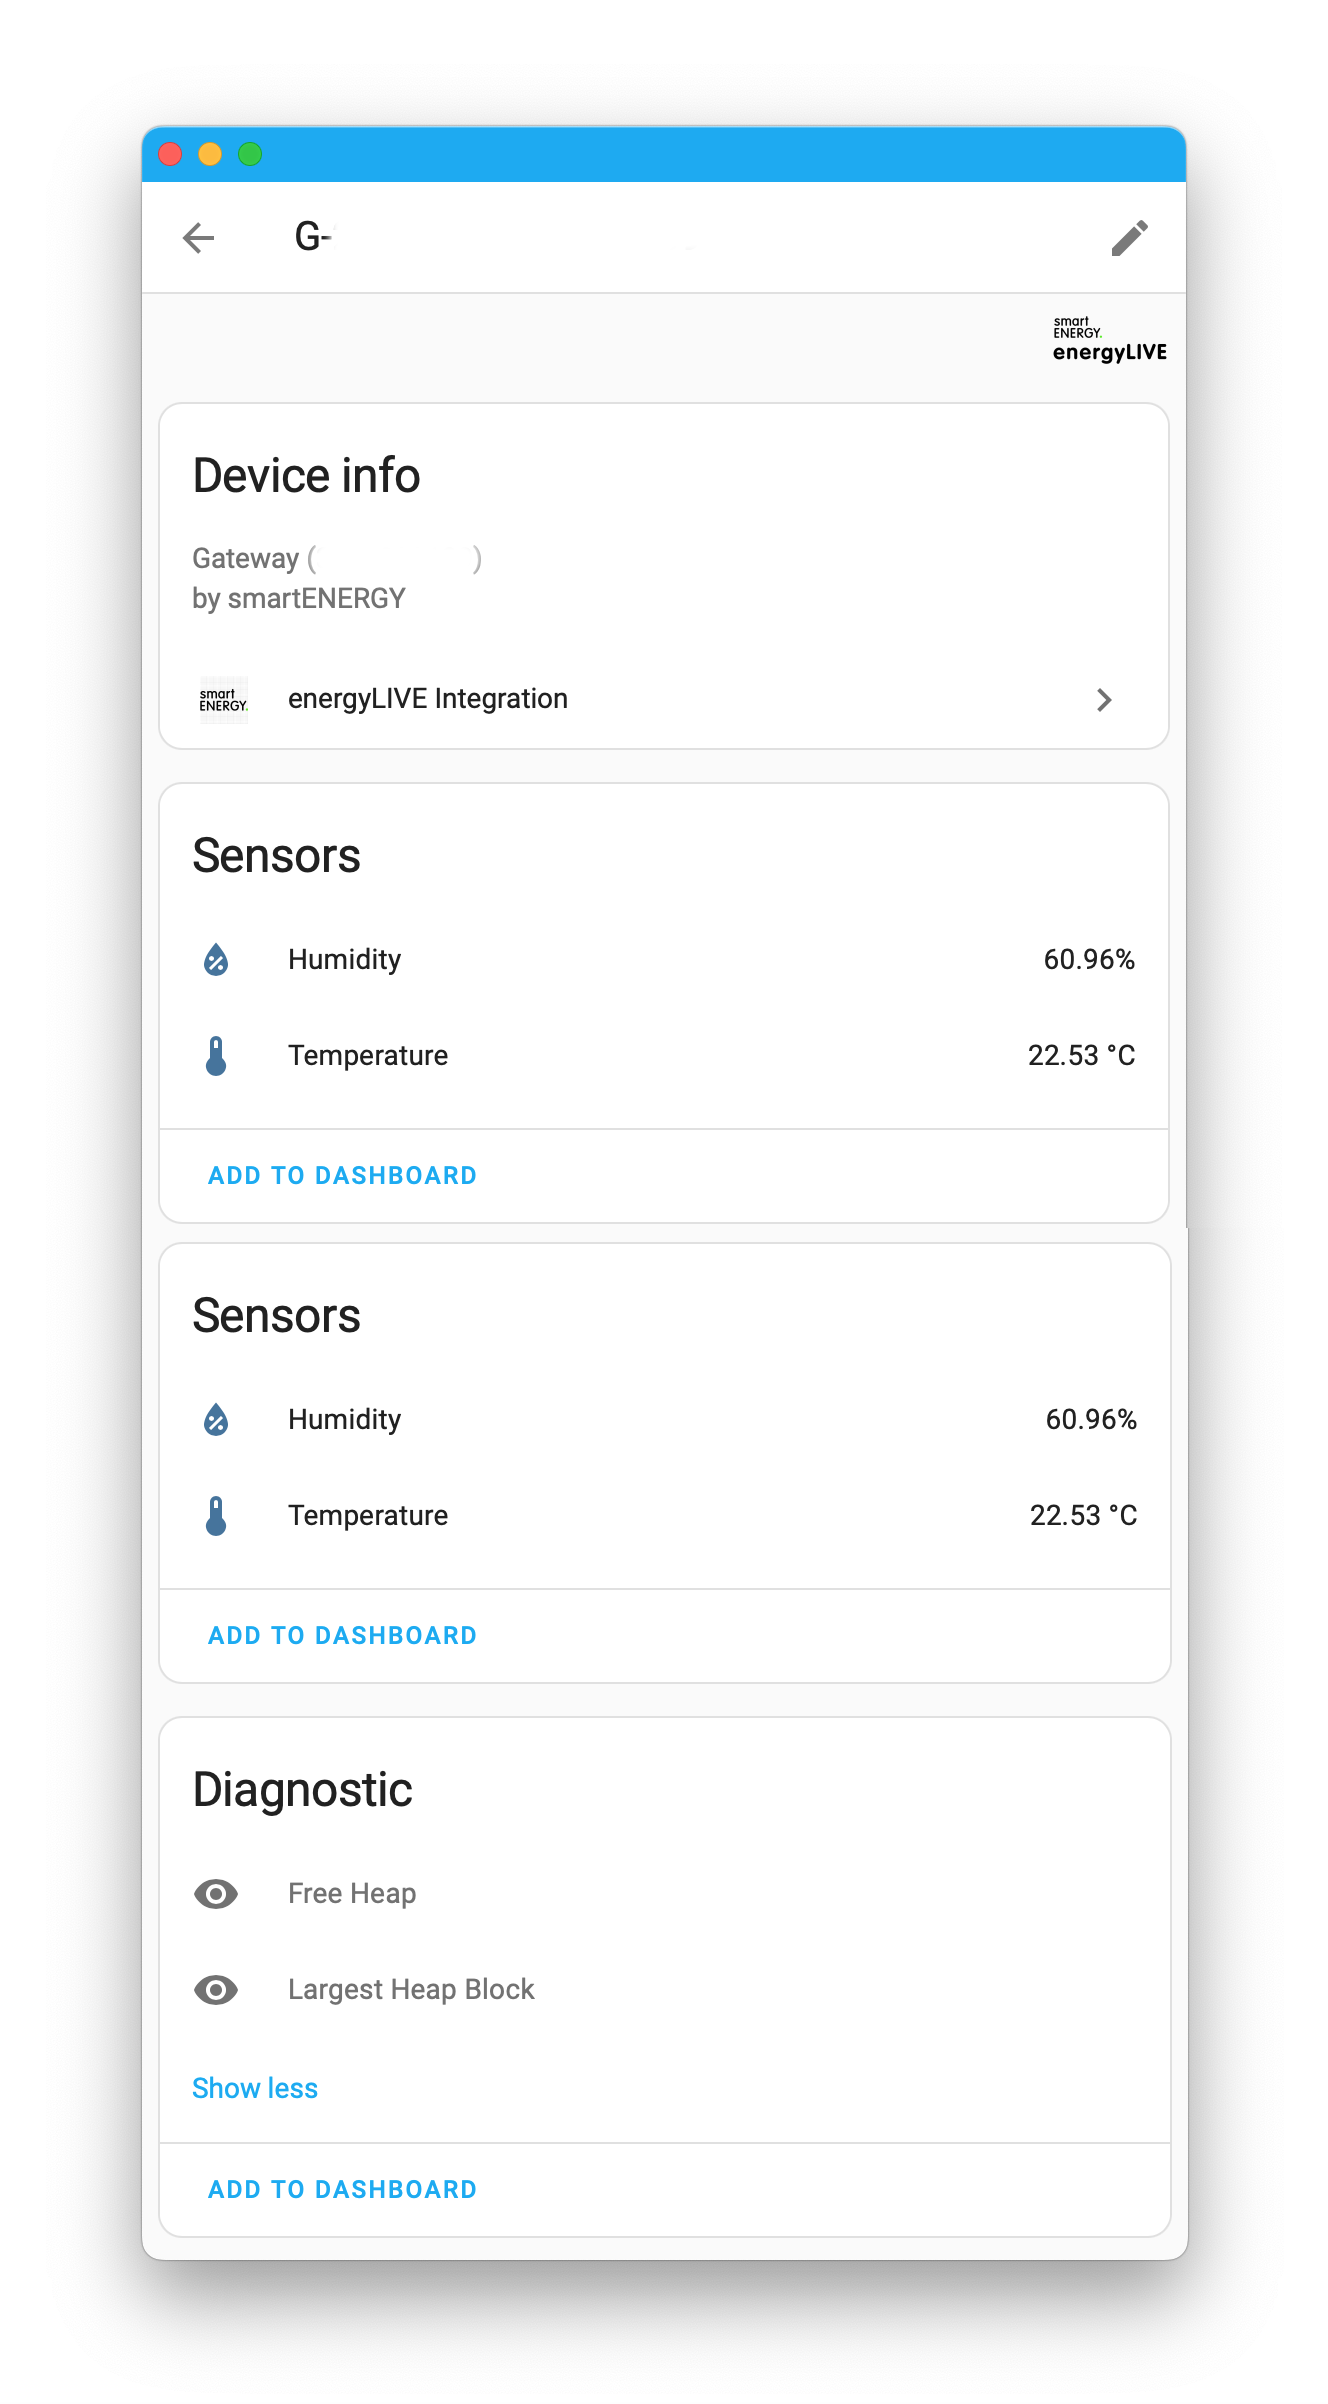 G-
smart
ENERGY.
energyLIVE
Device info
Gateway ( )
by smartENERGY
smart
ENERGY.
energyLIVE Integration
Sensors
Humidity 60.96%
Temperature 22.53 °C
ADD TO DASHBOARD
Sensors
Humidity 60.96%
Temperature 22.53 °C
ADD TO DASHBOARD
Diagnostic
Free Heap
Largest Heap Block
Show less
ADD TO DASHBOARD